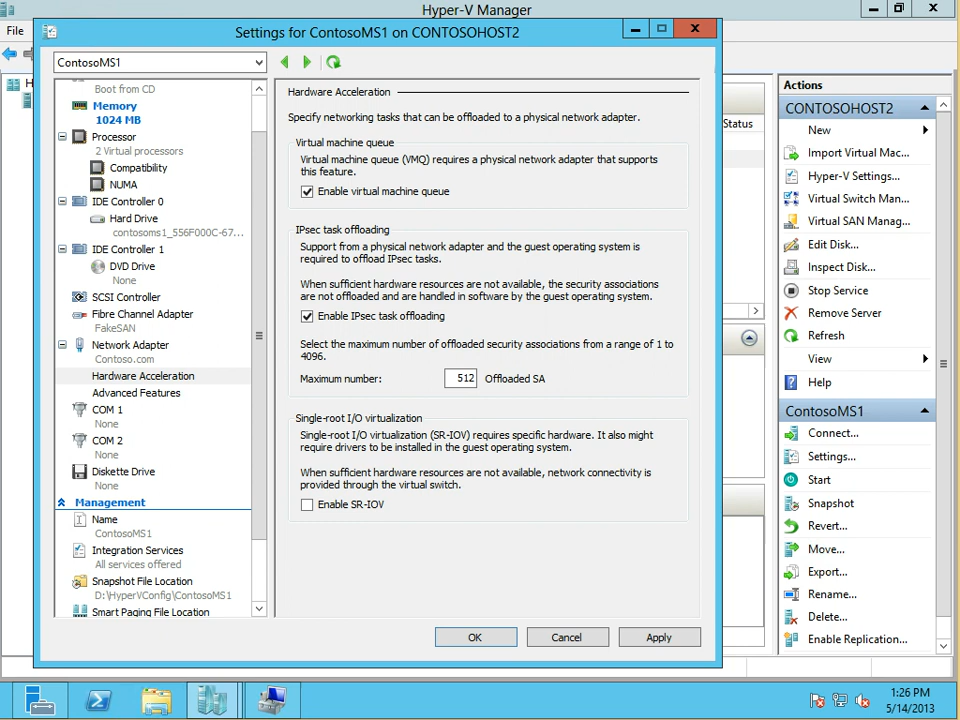 Hyper-V Manager
File
Settings for ContosoMS1 on CONTOSOHOST2
ContosoMS1
Boot from CD
Memory
1024 MB
Processor
2 Virtual processors
Compatibility
NUMA
IDE Controller 0
Hard Drive
contosoms1_556F000C-67...
IDE Controller 1
DVD Drive
None
SCSI Controller
Fibre Channel Adapter
FakeSAN
Network Adapter
Contoso.com
Hardware Acceleration
Advanced Features
COM 1
None
COM 2
None
Diskette Drive
None
Management
Name
ContosoMS1
Integration Services
All services offered
Snapshot File Location
D:\HyperVConfig\ContosoMS1
Smart Paging File Location
Hardware Acceleration
Specify networking tasks that can be offloaded to a physical network adapter.
Virtual machine queue
Virtual machine queue (VMQ) requires a physical network adapter that supports
this feature.
Enable virtual machine queue
IPsec task offloading
Support from a physical network adapter and the guest operating system is
required to offload IPsec tasks.
When sufficient hardware resources are not available, the security associations
are not offloaded and are handled in software by the guest operating system.
Enable IPsec task offloading
Select the maximum number of offloaded security associations from a range of 1 to
4096.
Maximum number: 512 Offloaded SA
Single-root I/O virtualization
Single-root I/O virtualization (SR-IOV) requires specific hardware. It also might
require drivers to be installed in the guest operating system.
When sufficient hardware resources are not available, network connectivity is
provided through the virtual switch.
Enable SR-IOV
OK Cancel Apply
Status
Actions
CONTOSOHOST2
New
Import Virtual Mac...
Hyper-V Settings...
Virtual Switch Man...
Virtual SAN Manag...
Edit Disk...
Inspect Disk...
Stop Service
Remove Server
Refresh
View
Help
ContosoMS1
Connect...
Settings...
Start
Snapshot
Revert...
Move...
Export...
Rename...
Delete...
Enable Replication...
1:26 PM
5/14/2013